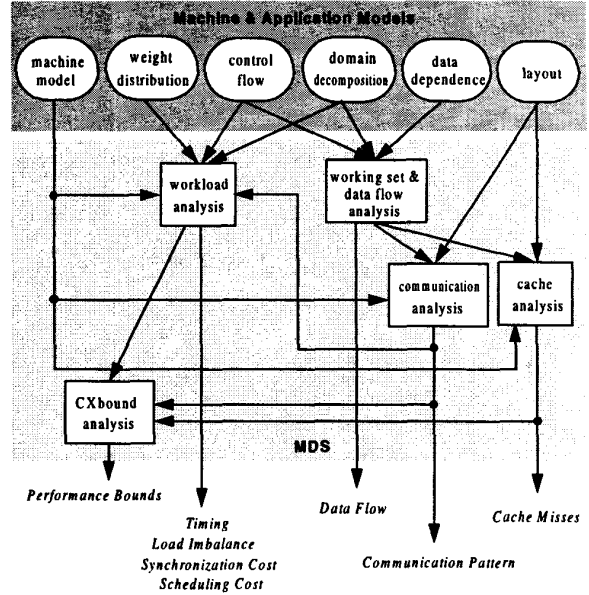 Machine & Application Models
machine
model
weight
distribution
control
flow
domain
decomposition
data
dependence
layout
workload
analysis
working set &
data flow
analysis
communication
analysis
cache
analysis
CXbound
analysis
MDS
Performance Bounds
Timing
Load Imbalance
Synchronization Cost
Scheduling Cost
Data Flow
Communication Pattern
Cache Misses